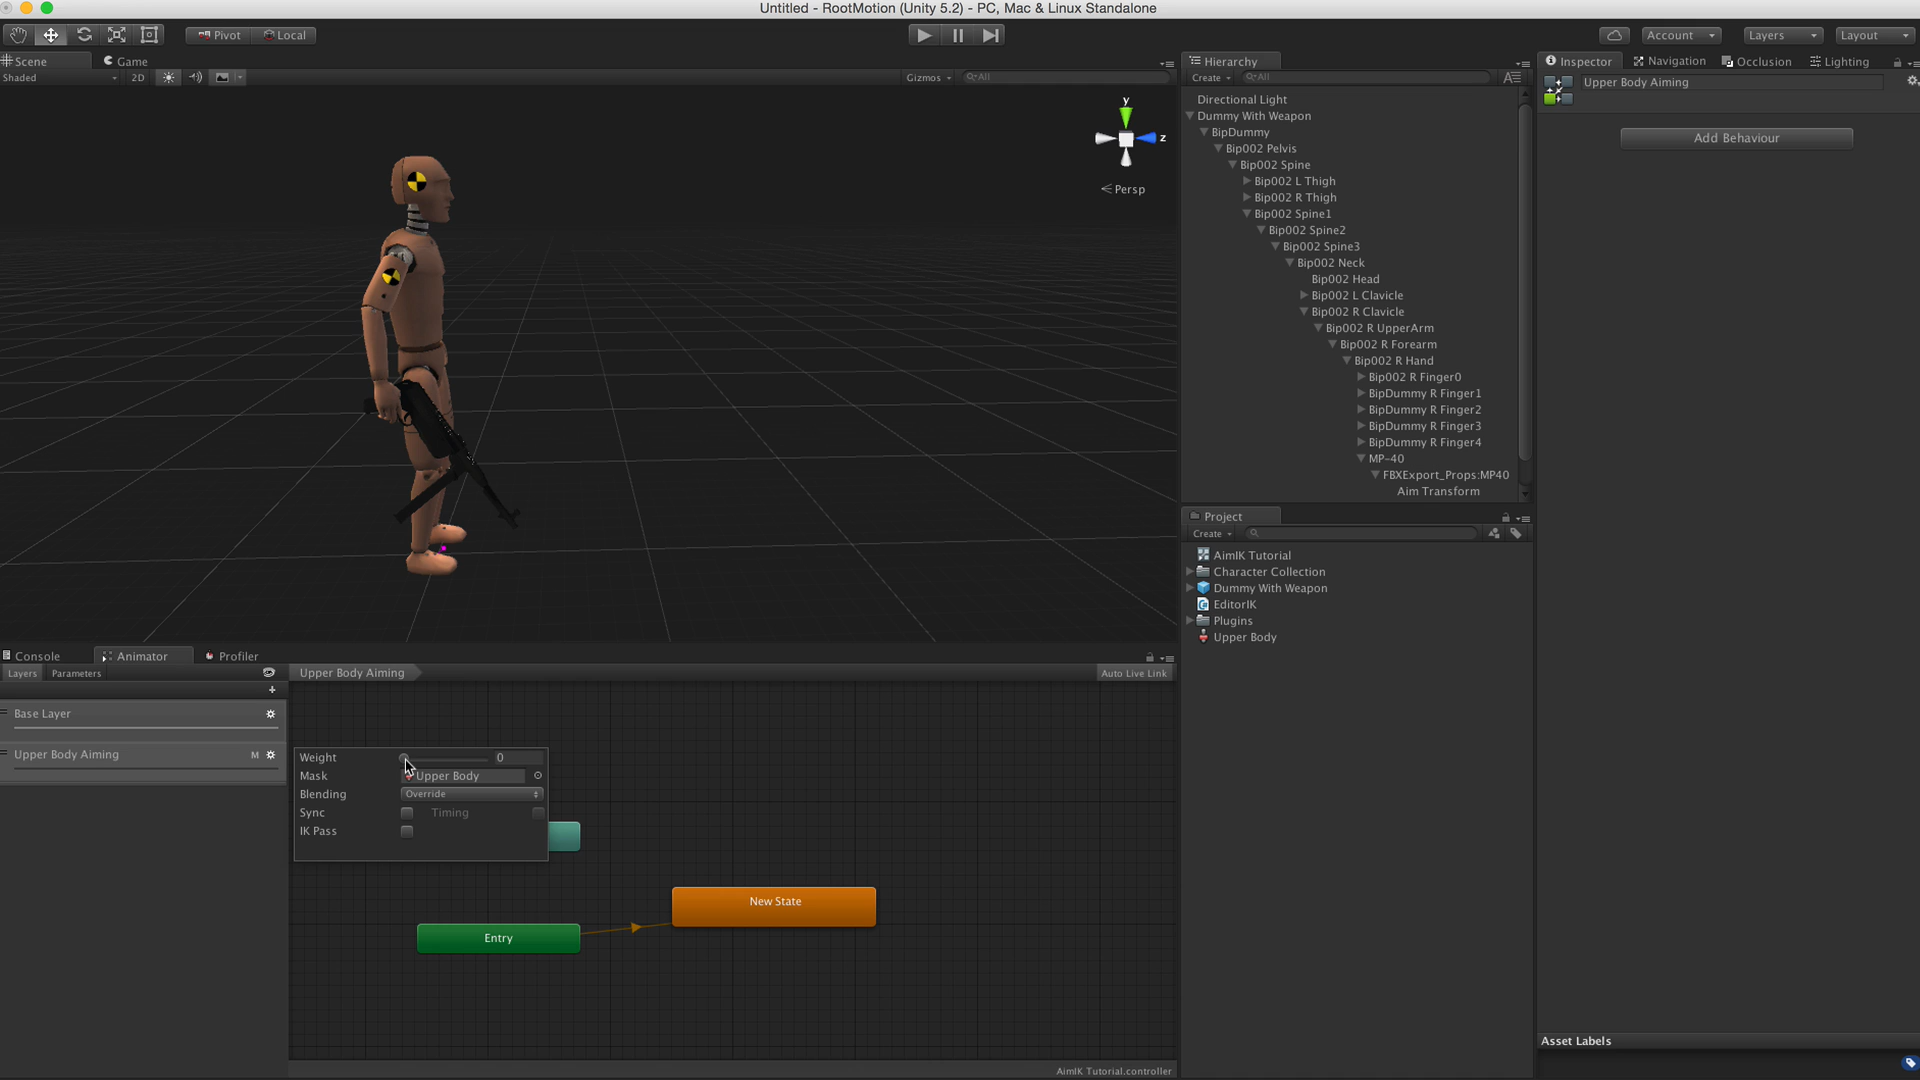 Untitled - RootMotion (Unity 5.2) - PC, Mac & Linux Standalone
Pivot Local Account Layers Layout
Scene Game
Shaded 2D Gizmos All
y
z
Persp
Hierarchy
Create All
Directional Light
Dummy With Weapon
BipDummy
Bip002 Pelvis
Bip002 Spine
Bip002 L Thigh
Bip002 R Thigh
Bip002 Spine1
Bip002 Spine2
Bip002 Spine3
Bip002 Neck
Bip002 Head
Bip002 L Clavicle
Bip002 R Clavicle
Bip002 R UpperArm
Bip002 R Forearm
Bip002 R Hand
Bip002 R Finger0
BipDummy R Finger1
BipDummy R Finger2
BipDummy R Finger3
BipDummy R Finger4
MP-40
FBXExport_Props:MP40
Aim Transform
Project
Create
AimIK Tutorial
Character Collection
Dummy With Weapon
EditorIK
Plugins
Upper Body
Inspector Navigation Occlusion Lighting
Upper Body Aiming
Add Behaviour
Asset Labels
Console Animator Profiler
Layers Parameters
Upper Body Aiming Auto Live Link
Base Layer
Upper Body Aiming M
Weight 0
Mask Upper Body
Blending Override
Sync Timing
IK Pass
New State
Entry
AimIK Tutorial.controller